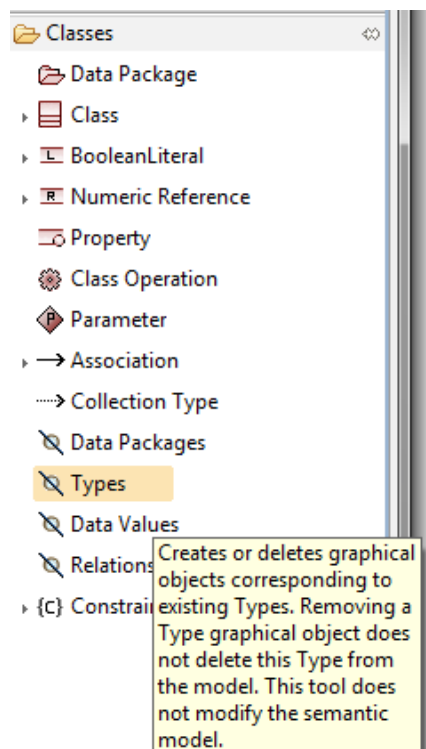 Classes
Data Package
Class
L BooleanLiteral
R Numeric Reference
Property
Class Operation
P Parameter
Association
Collection Type
Data Packages
Types
Data Values
Relations
{c} Constrai
Creates or deletes graphical
objects corresponding to
existing Types. Removing a
Type graphical object does
not delete this Type from
the model. This tool does
not modify the semantic
model.